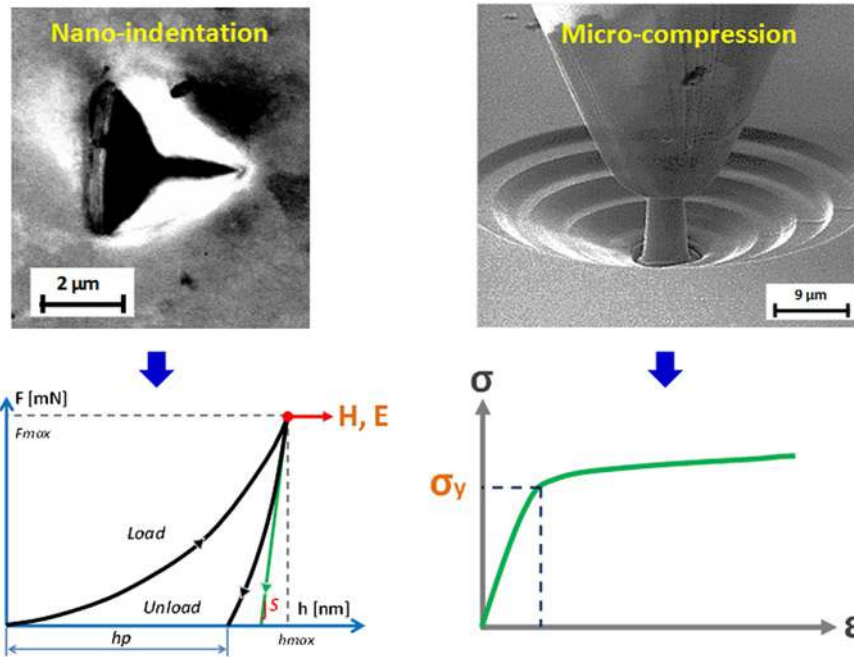 Nano-indentation
Micro-compression
2 µm
9 µm
F [mN]
Fmax
H, E
Load
Unload
S
h [nm]
hp
hmax
σ
σy
ε